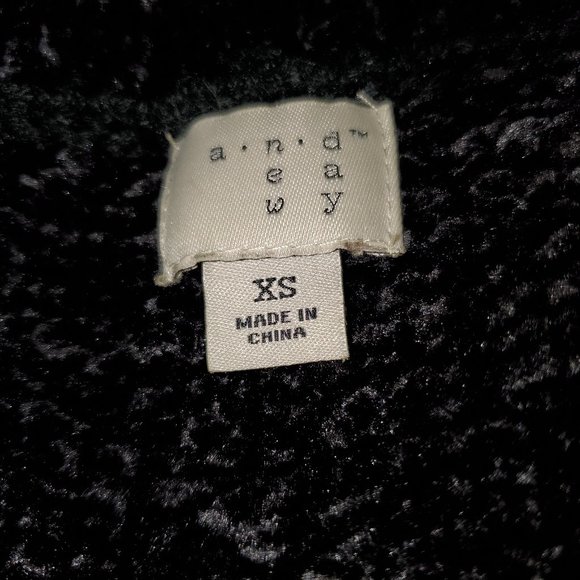 a · n · d™
e a
w y
XS
MADE IN
CHINA